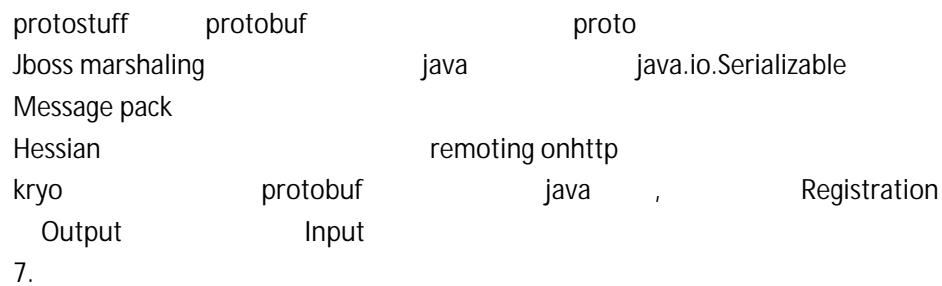 protostuff protobuf proto
Jboss marshaling java java.io.Serializable
Message pack
Hessian remoting onhttp
kryo protobuf java , Registration
Output Input
7.